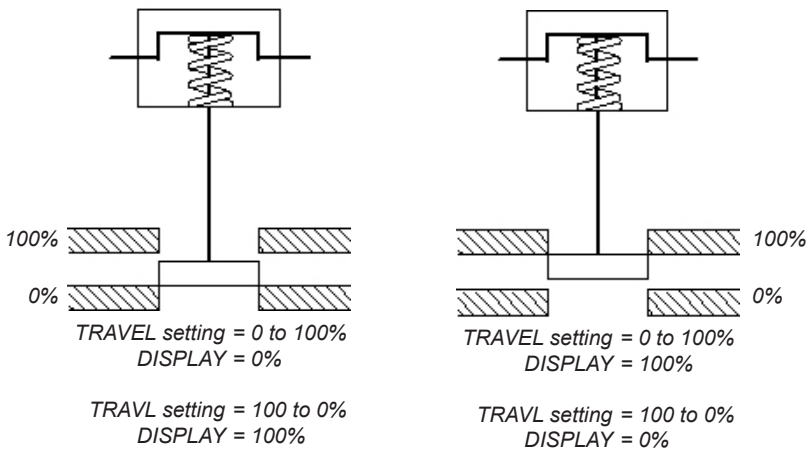 100%
0%
TRAVEL setting = 0 to 100%
DISPLAY = 0%
TRAVL setting = 100 to 0%
DISPLAY = 100%
100%
0%
TRAVEL setting = 0 to 100%
DISPLAY = 100%
TRAVL setting = 100 to 0%
DISPLAY = 0%